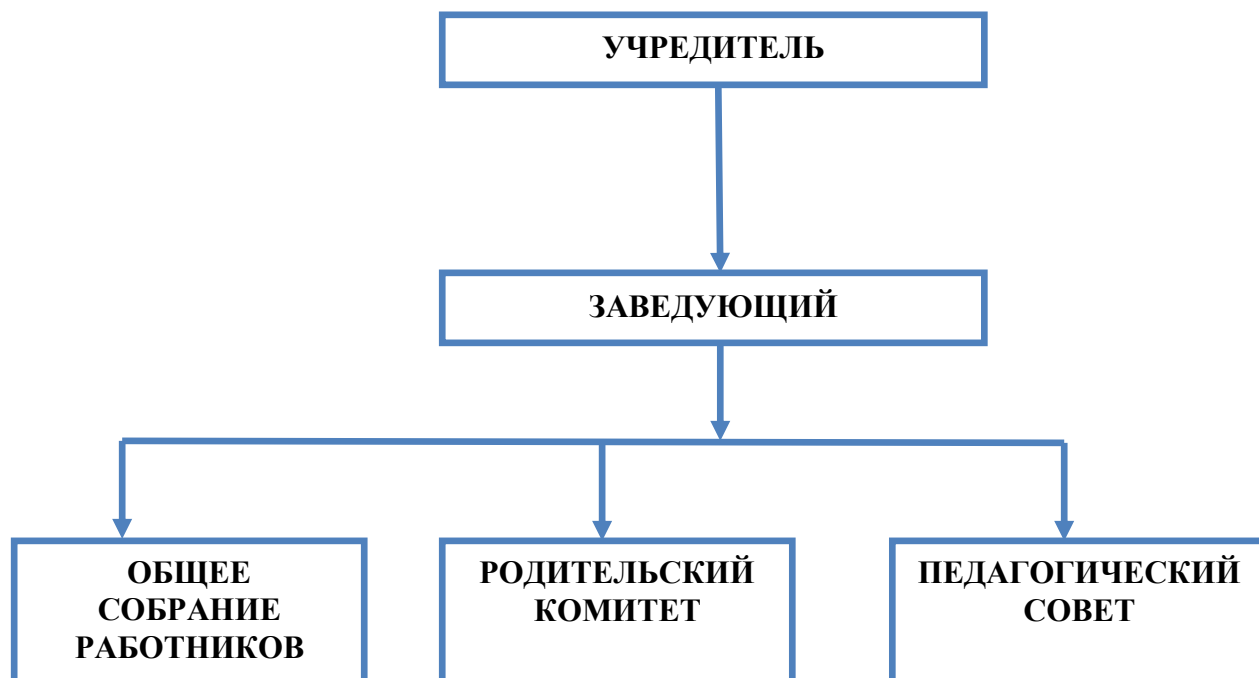 УЧРЕДИТЕЛЬ
ЗАВЕДУЮЩИЙ
ОБЩЕЕ
СОБРАНИЕ
РАБОТНИКОВ
РОДИТЕЛЬСКИЙ
КОМИТЕТ
ПЕДАГОГИЧЕСКИЙ
СОВЕТ